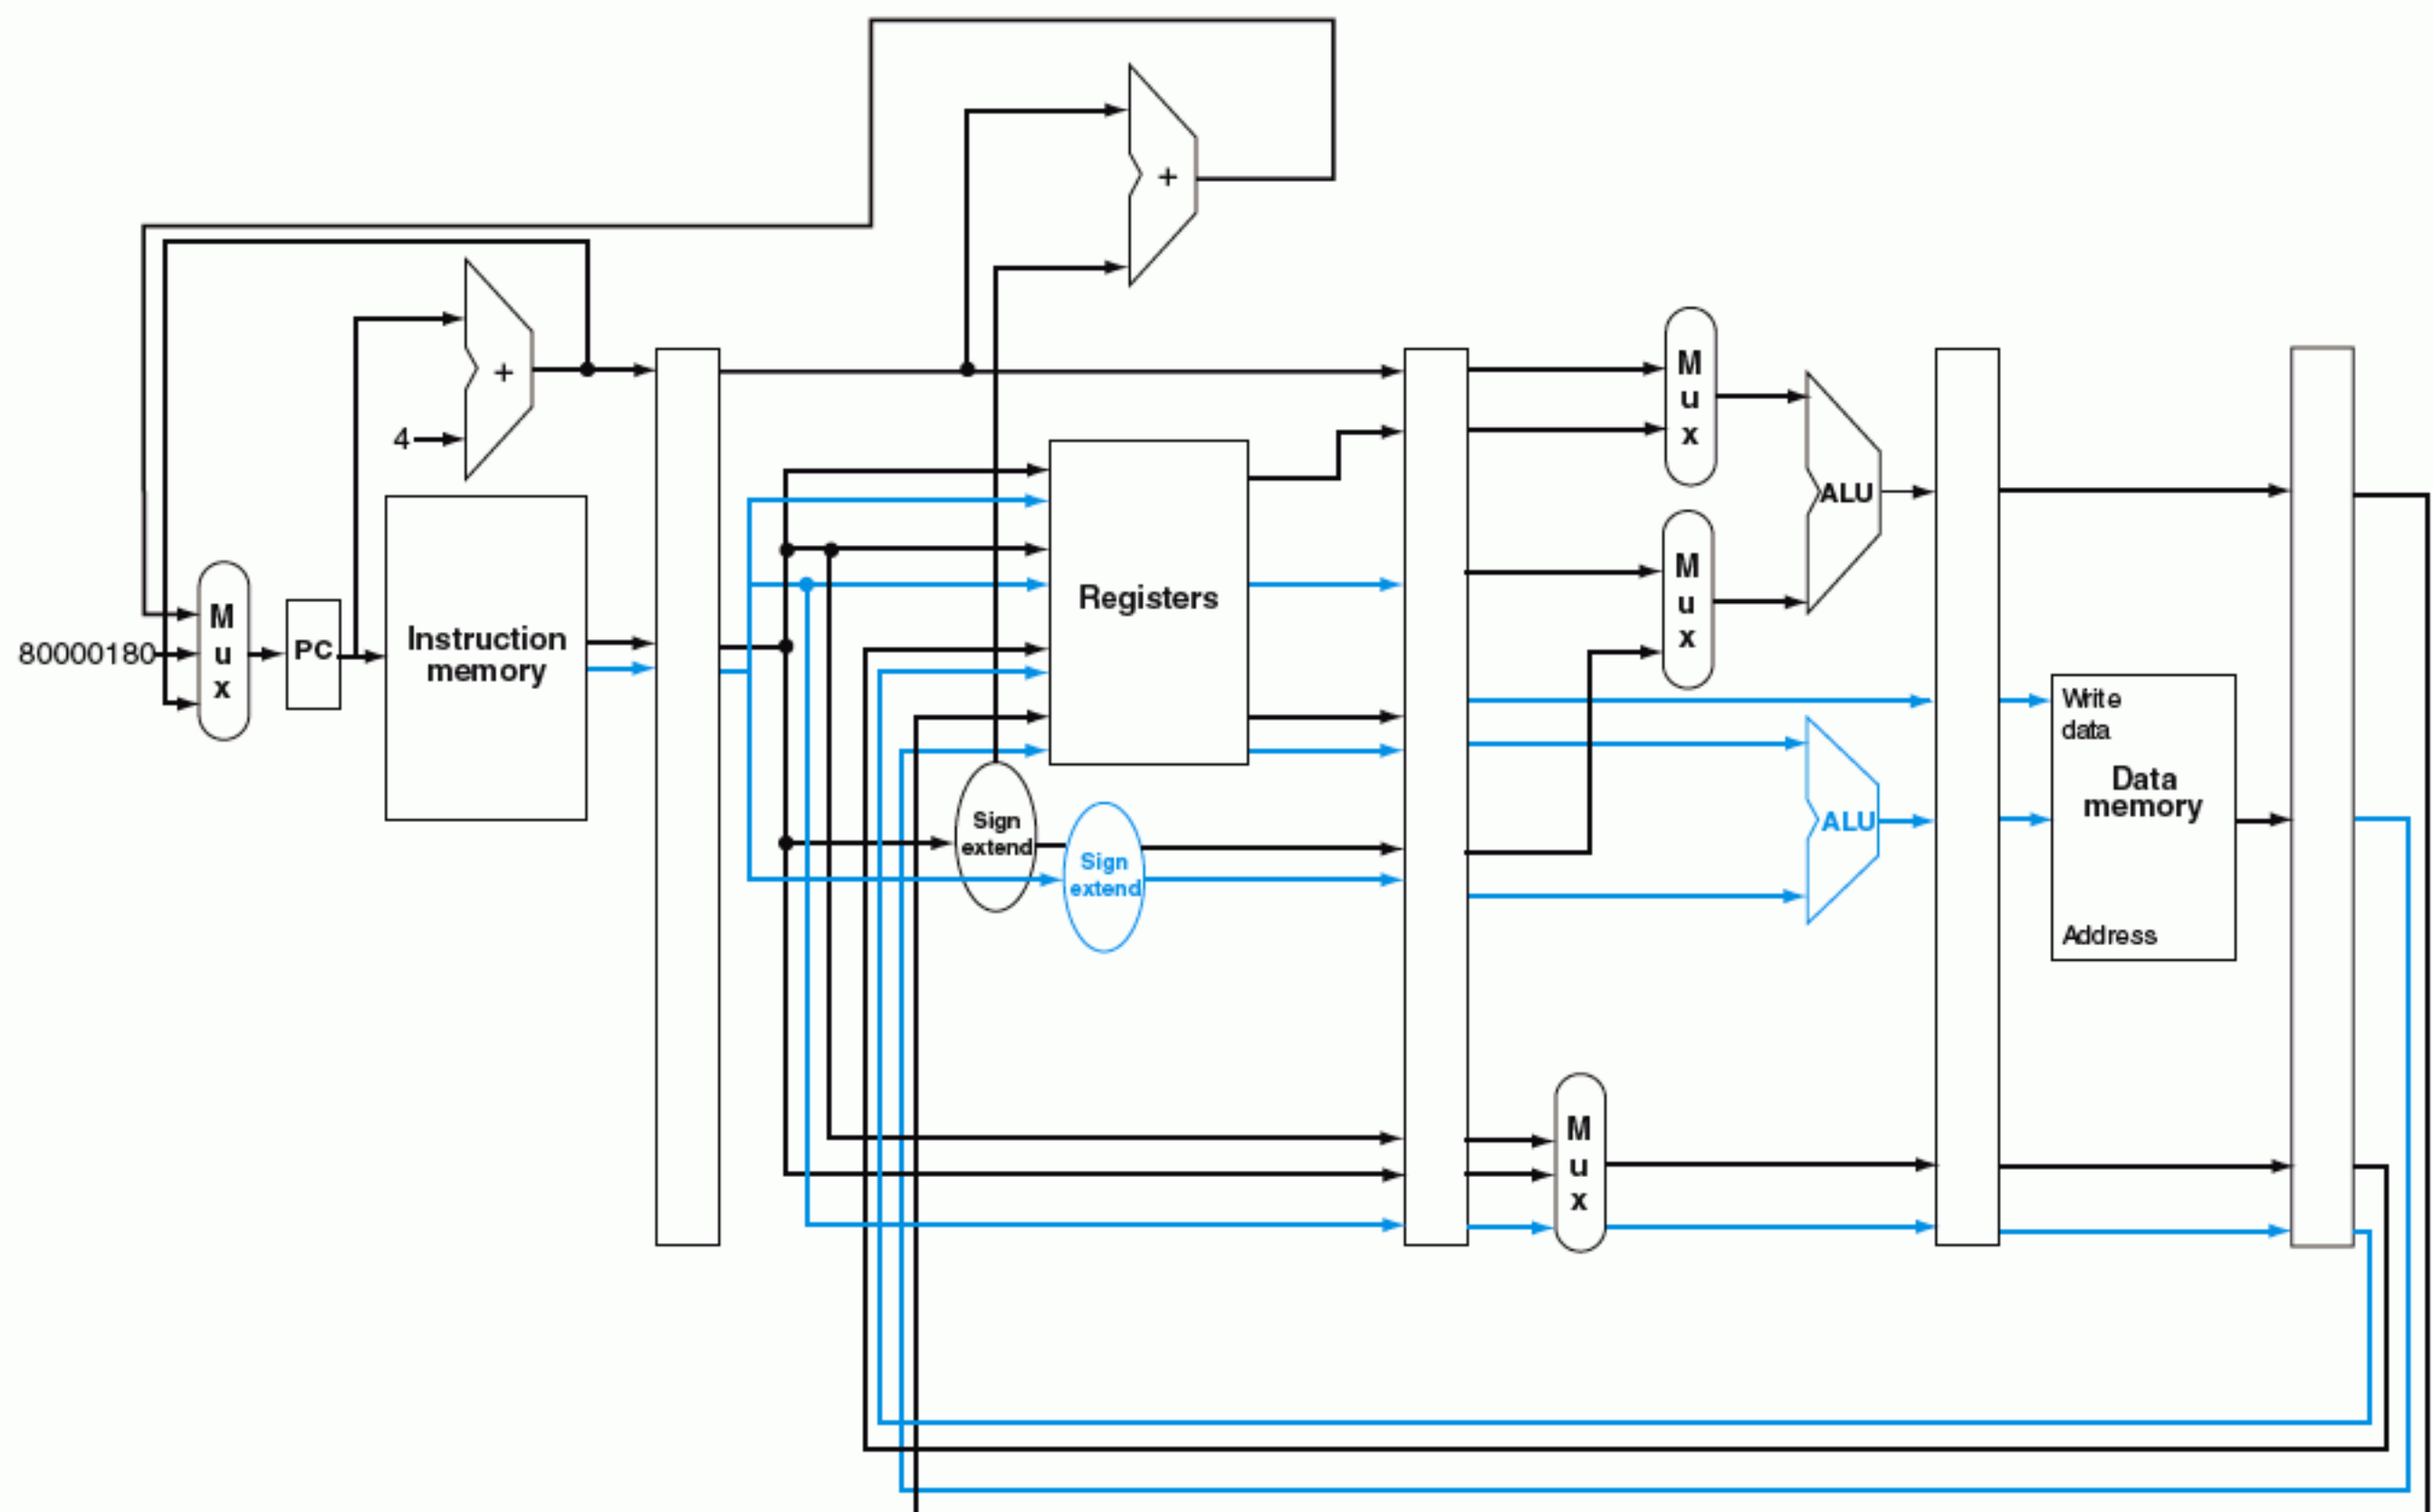 +
M
u
x
+
4
ALU
M
u
x
Registers
M
u
x
80000180
PC
Instruction
memory
Write
data
Data
memory
Address
Sign
extend
Sign
extend
ALU
M
u
x